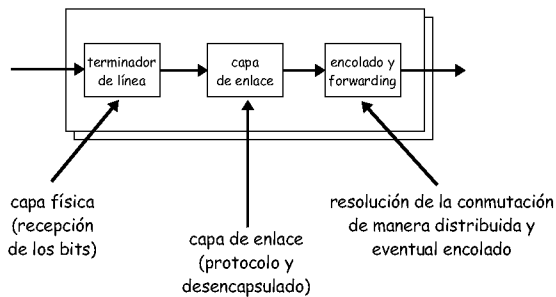 terminador
de línea
capa
de enlace
encolado y
forwarding
capa física
(recepción
de los bits)
capa de enlace
(protocolo y
desencapsulado)
resolución de la conmutación
de manera distribuida y
eventual encolado